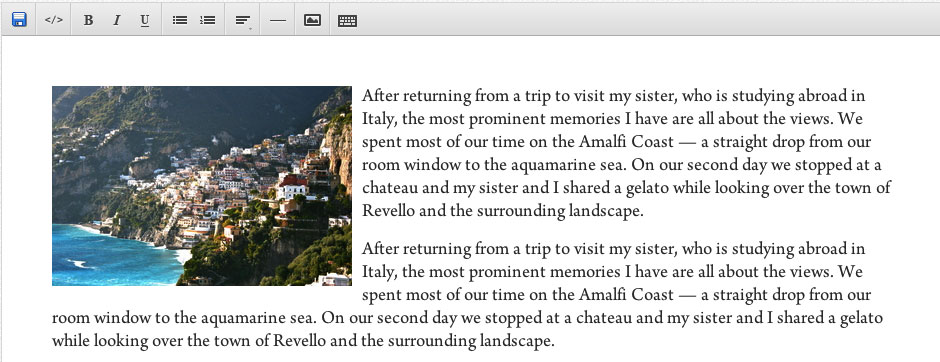 </>
B I U
After returning from a trip to visit my sister, who is studying abroad in
Italy, the most prominent memories I have are all about the views. We
spent most of our time on the Amalfi Coast — a straight drop from our
room window to the aquamarine sea. On our second day we stopped at a
chateau and my sister and I shared a gelato while looking over the town of
Revello and the surrounding landscape.
After returning from a trip to visit my sister, who is studying abroad in
Italy, the most prominent memories I have are all about the views. We
spent most of our time on the Amalfi Coast — a straight drop from our
room window to the aquamarine sea. On our second day we stopped at a chateau and my sister and I shared a gelato
while looking over the town of Revello and the surrounding landscape.